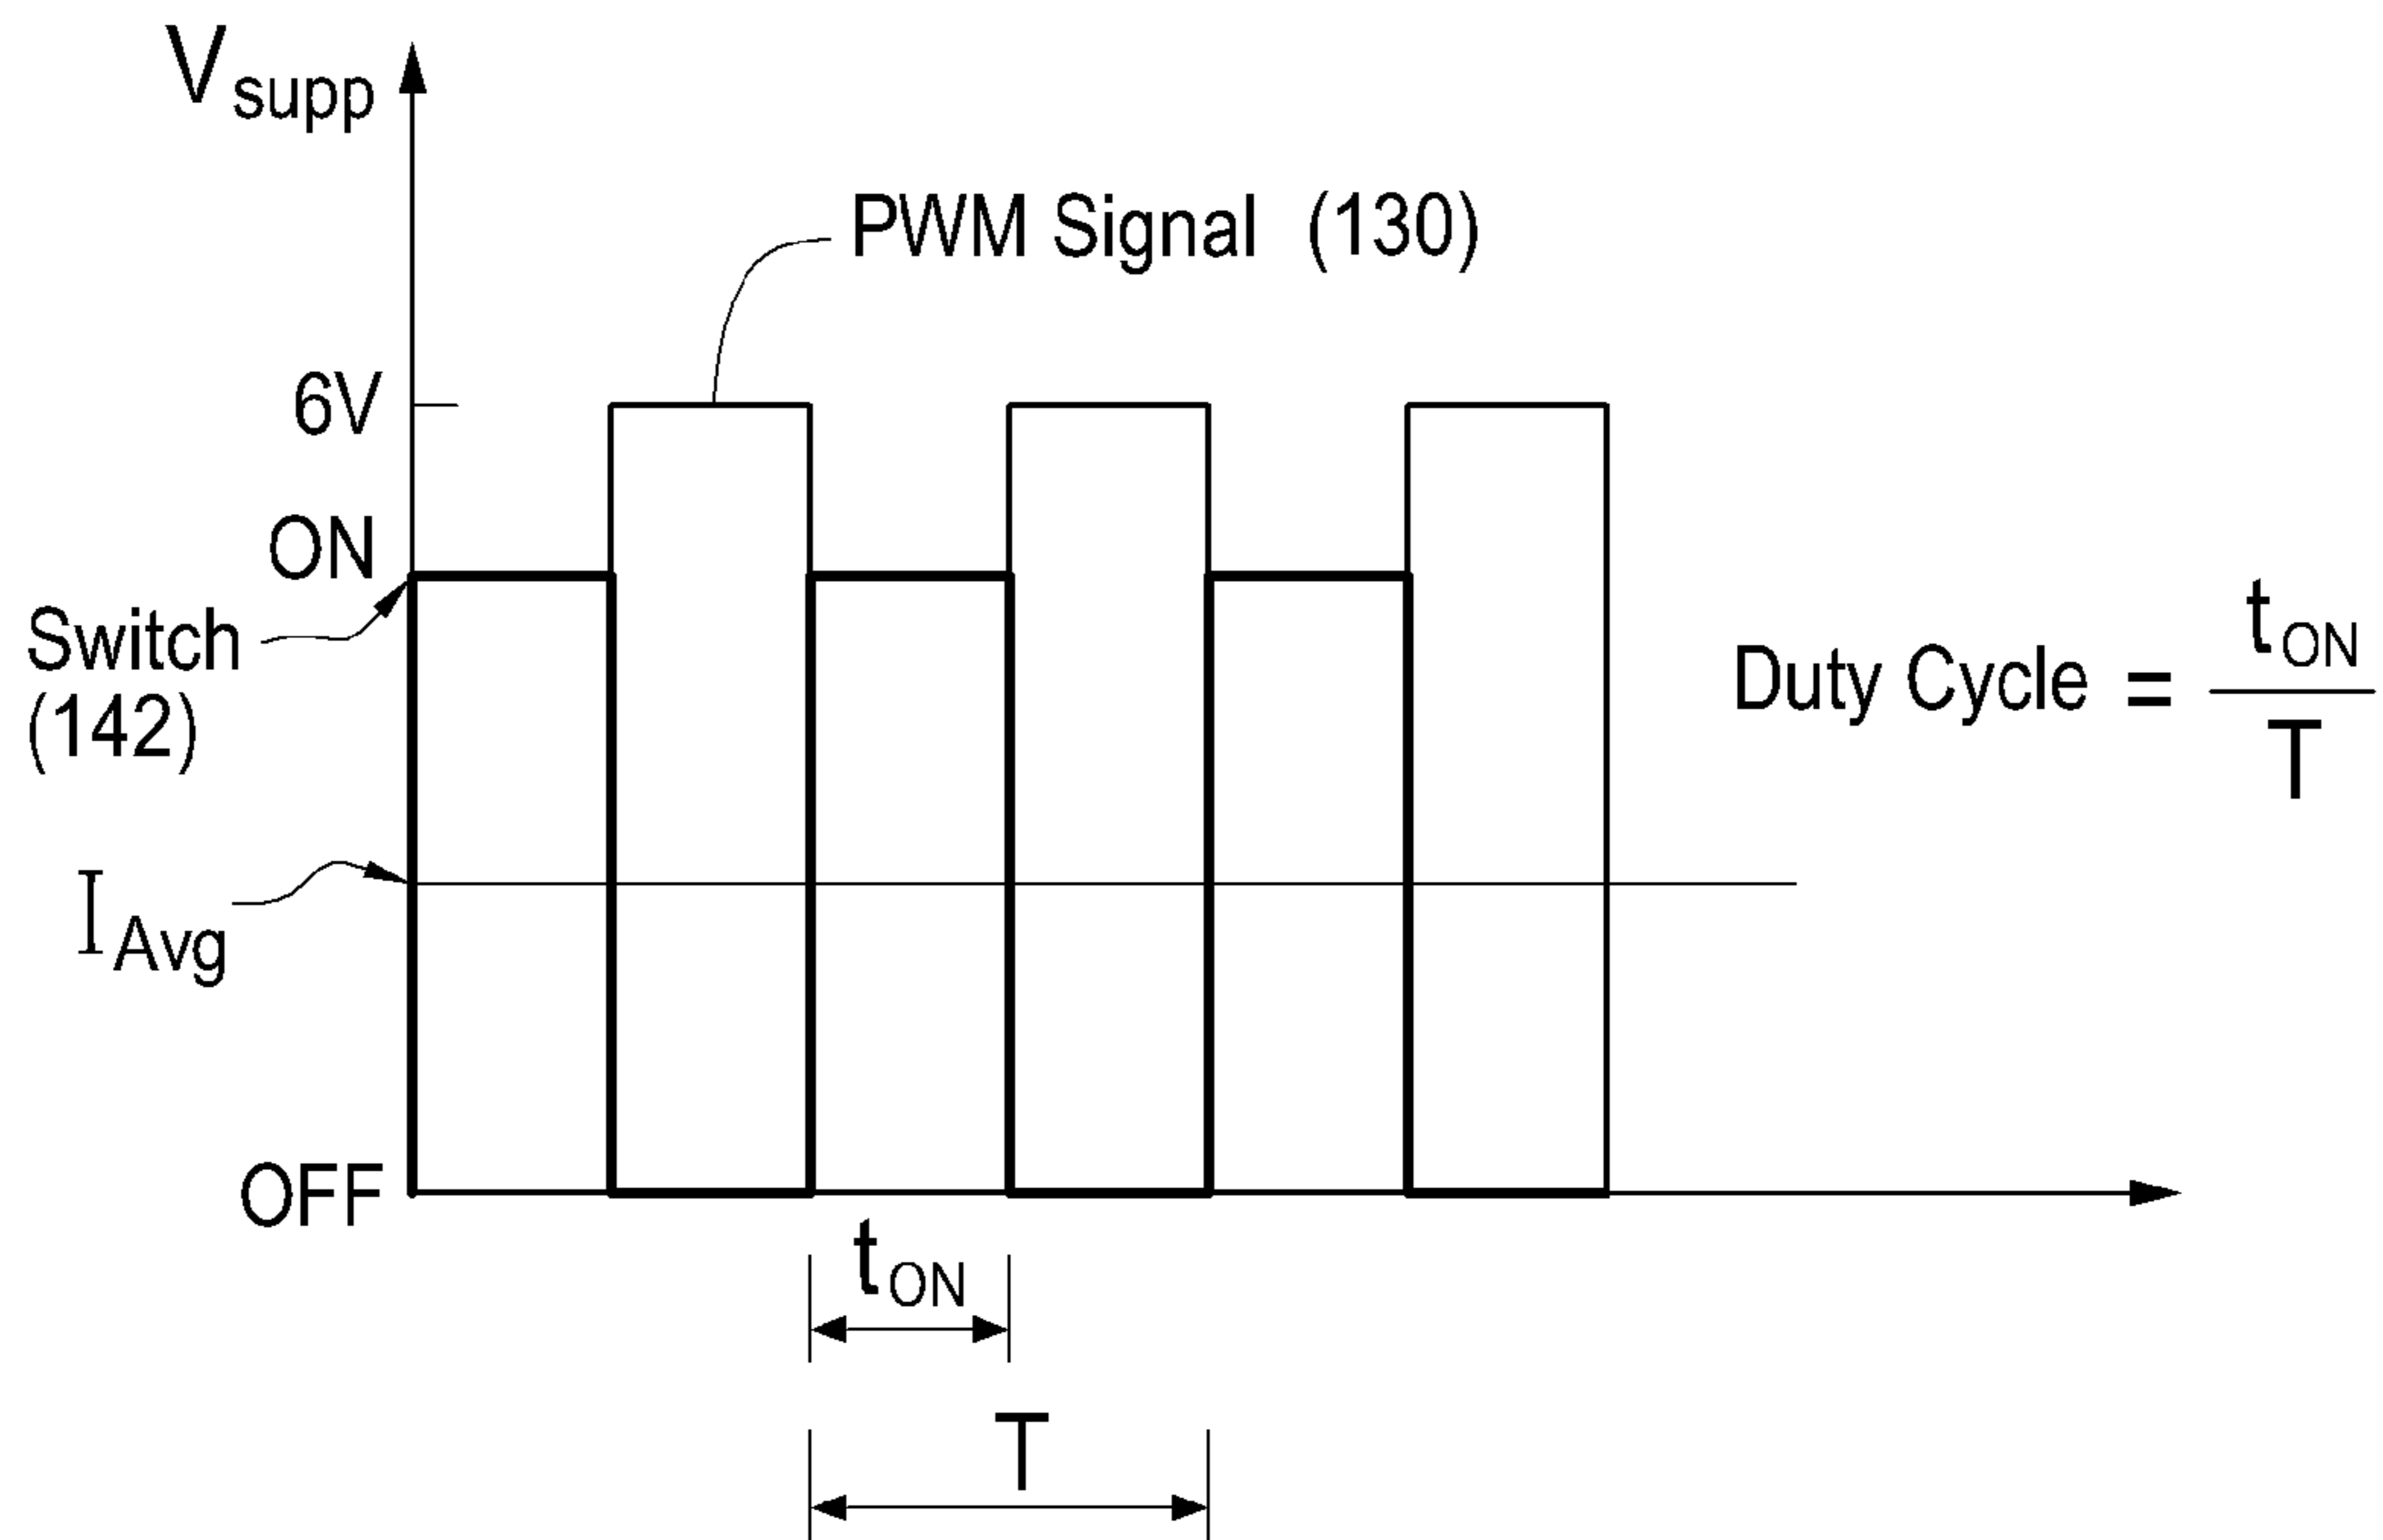 Vsupp
PWM Signal (130)
6V
ON
Switch
(142)
Duty Cycle = tON
T
IAvg
OFF
tON
T